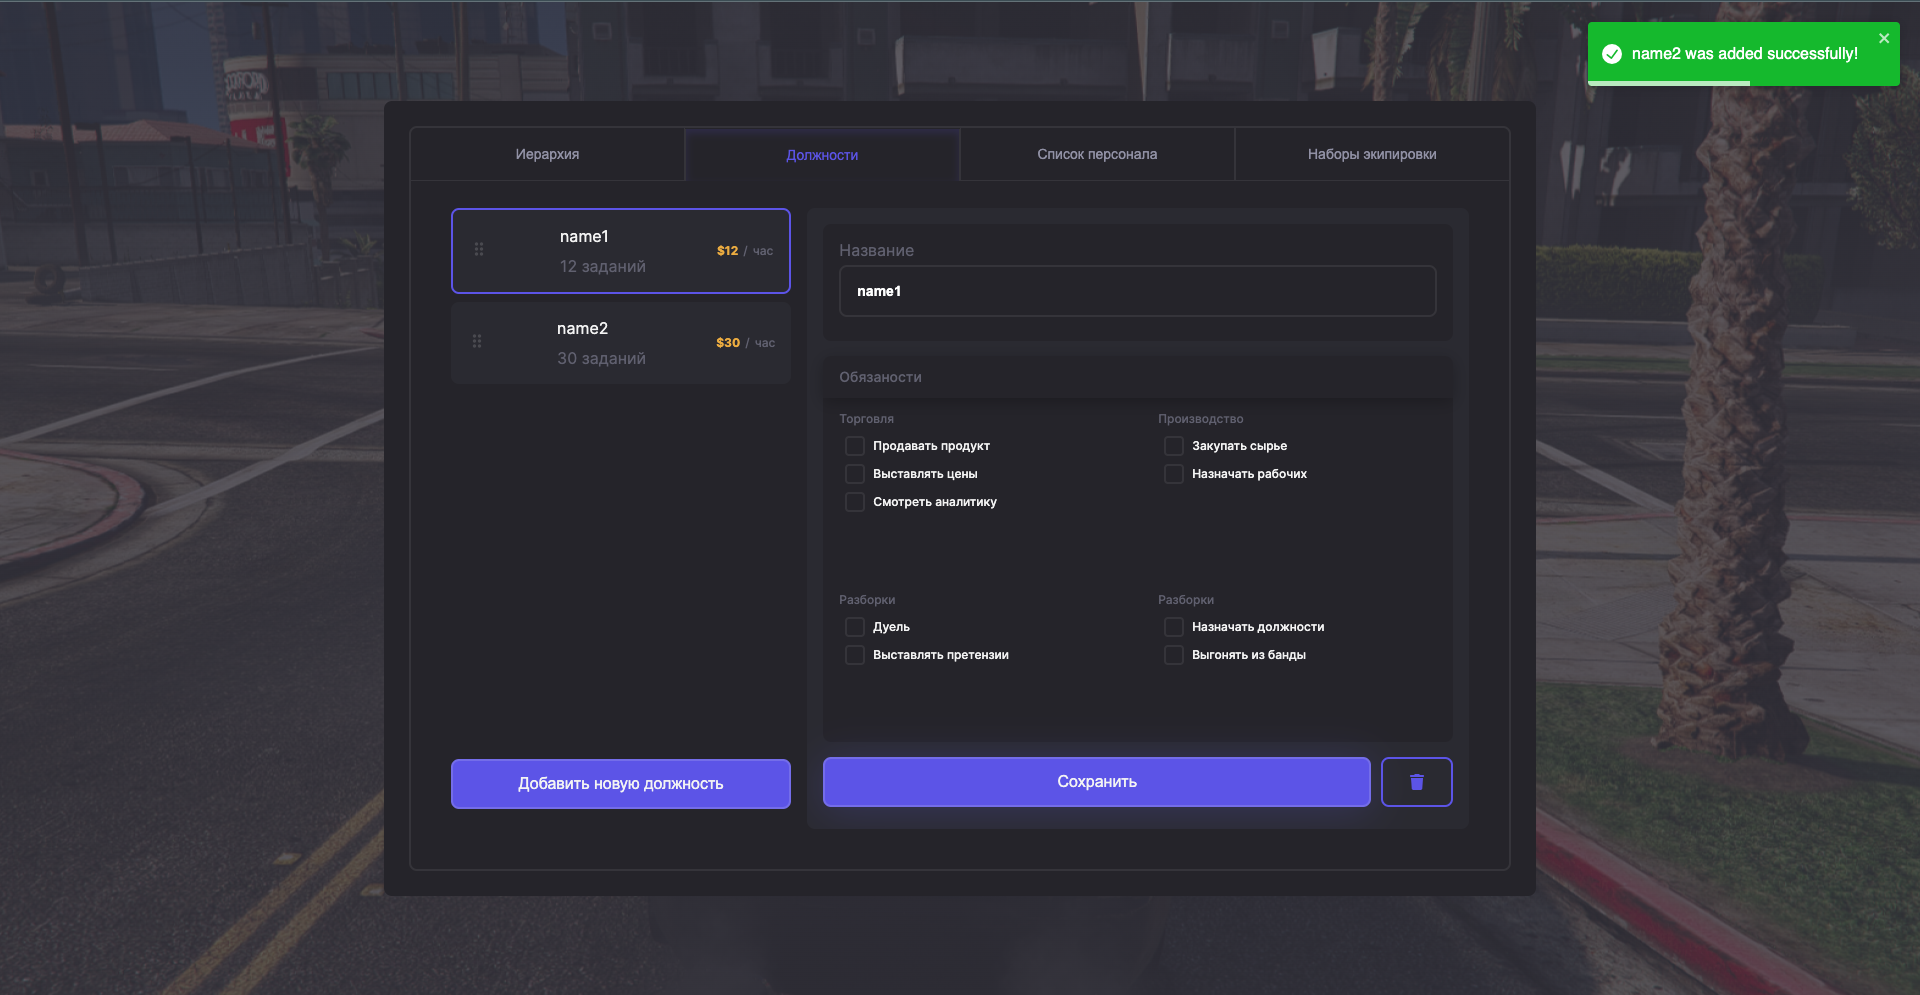 name2 was added successfully!
Иерархия
Должности
Список персонала
Наборы экипировки
name1
12 заданий
$12 / час
name2
30 заданий
$30 / час
Добавить новую должность
Название
name1
Обязаности
Торговля
Продавать продукт
Выставлять цены
Смотреть аналитику
Производство
Закупать сырье
Назначать рабочих
Разборки
Дуель
Выставлять претензии
Разборки
Назначать должности
Выгонять из банды
Сохранить